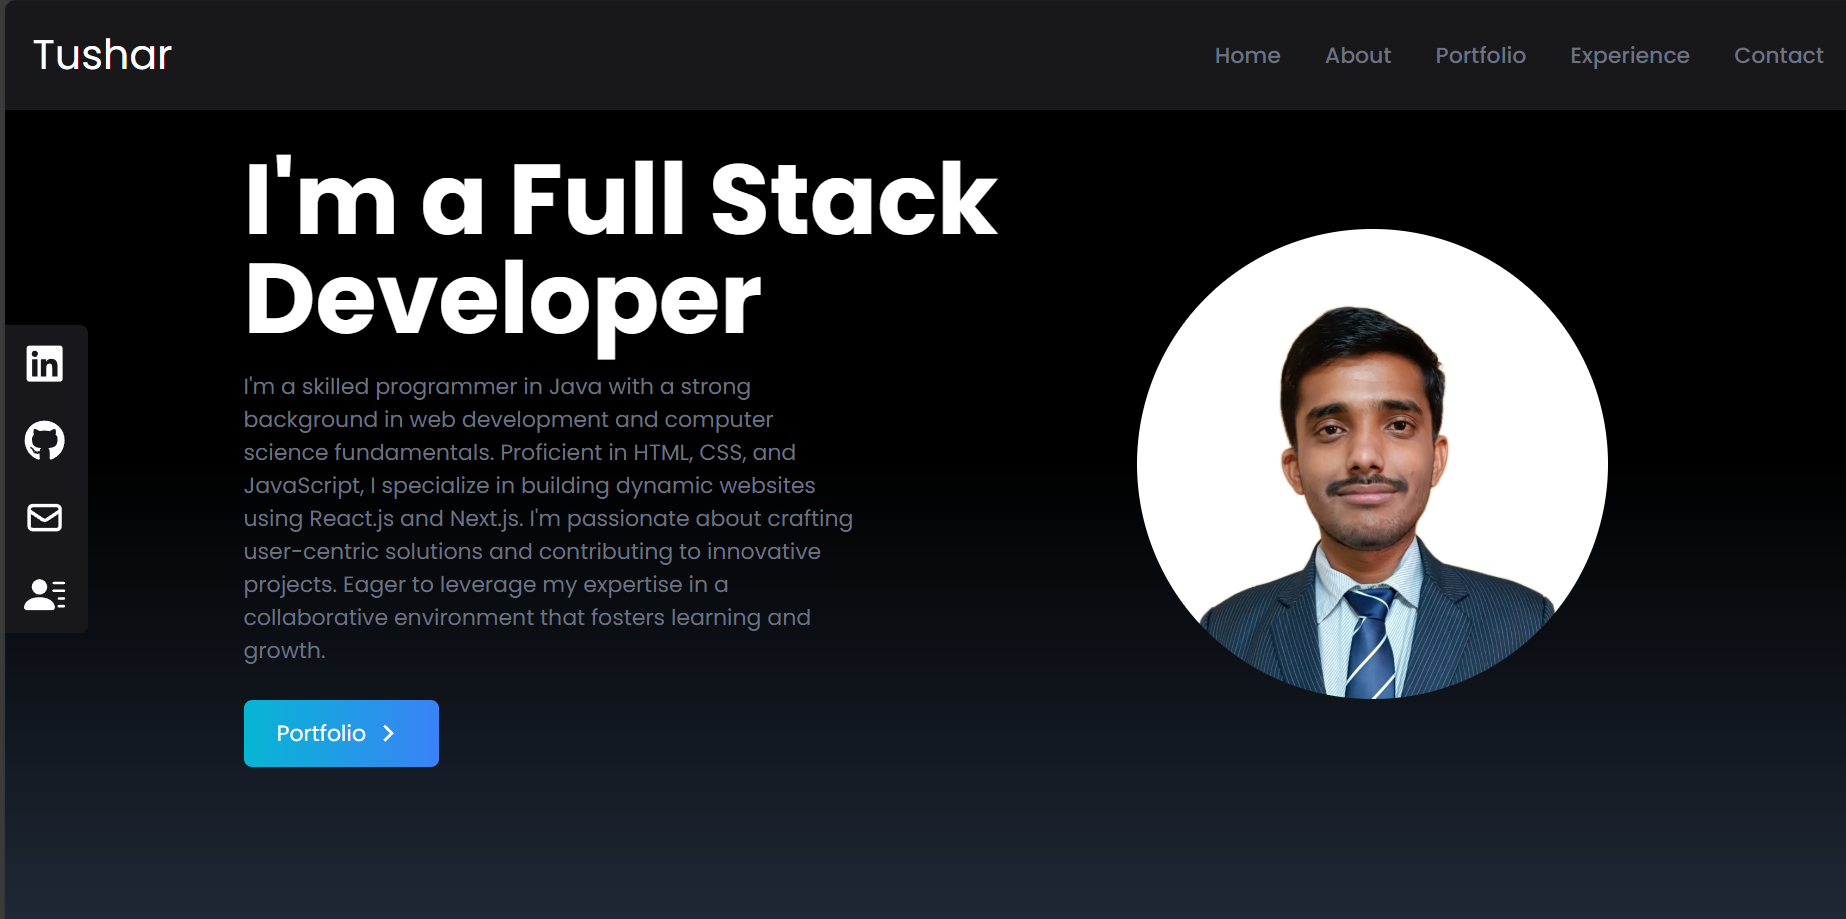 Tushar
Home About Portfolio Experience Contact
I'm a Full Stack
Developer
in
I'm a skilled programmer in Java with a strong
background in web development and computer
science fundamentals. Proficient in HTML, CSS, and
JavaScript, I specialize in building dynamic websites
using React.js and Next.js. I'm passionate about crafting
user-centric solutions and contributing to innovative
projects. Eager to leverage my expertise in a
collaborative environment that fosters learning and
growth.
Portfolio